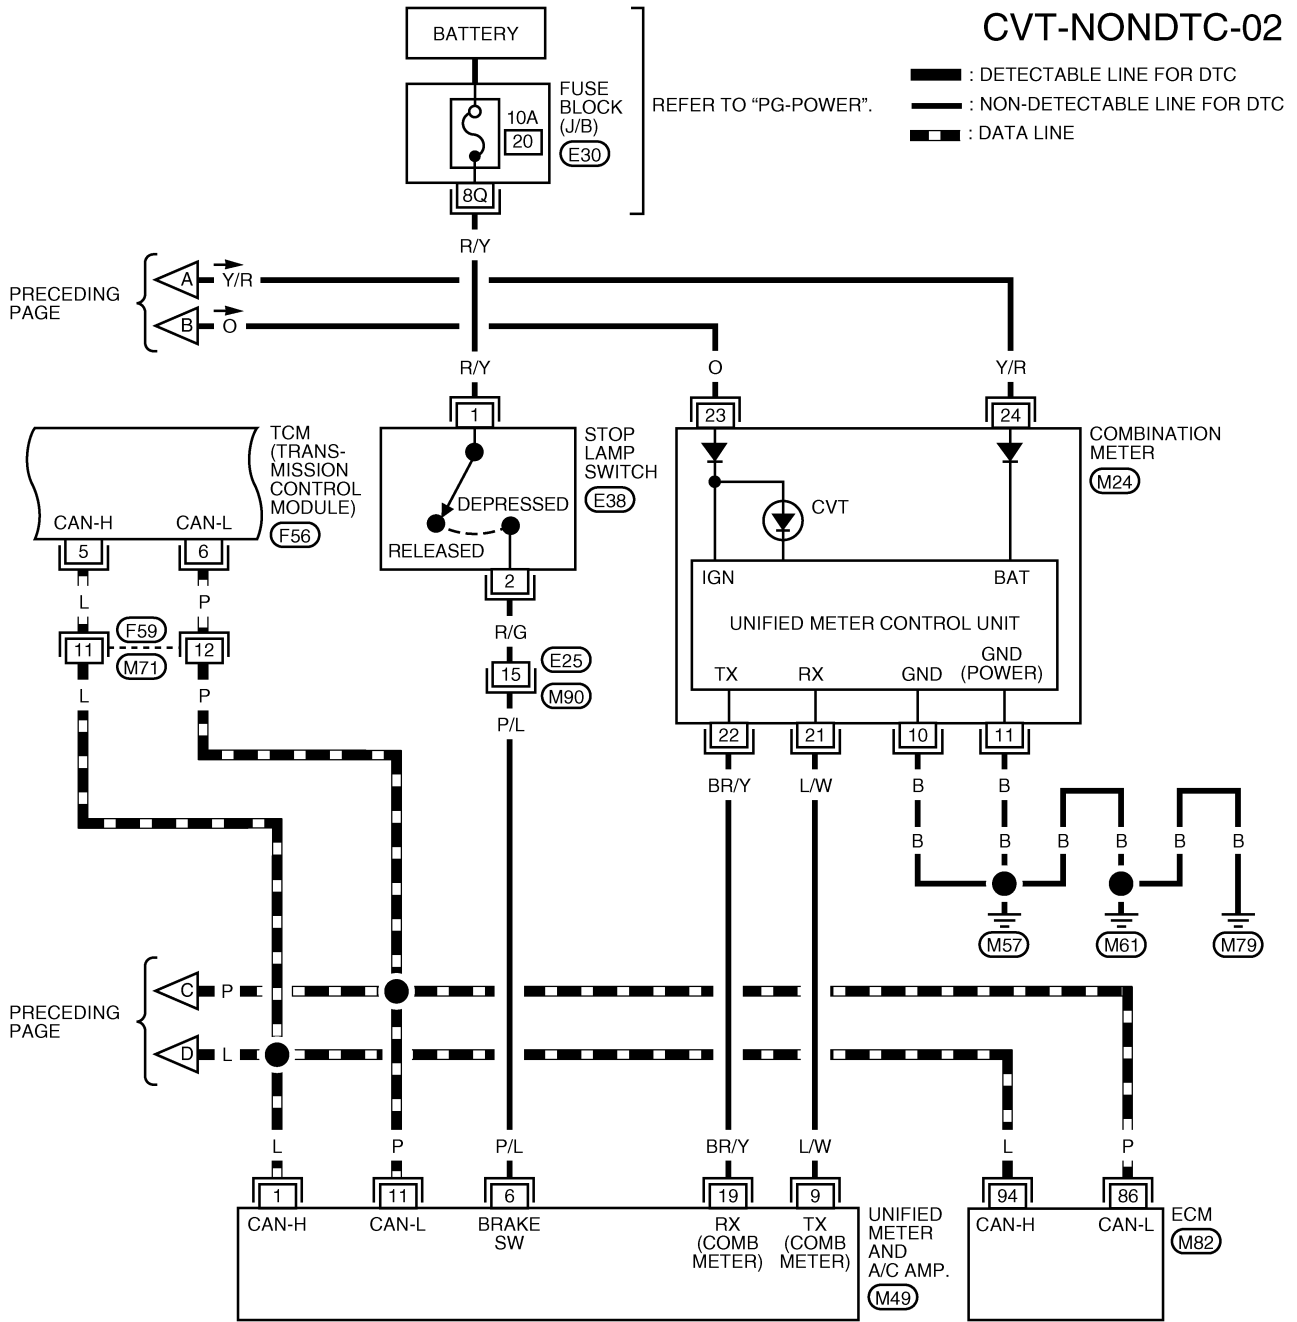 CVT-NONDTC-02
BATTERY
: DETECTABLE LINE FOR DTC
: NON-DETECTABLE LINE FOR DTC
: DATA LINE
FUSE
BLOCK
(J/B)
E30
10A
20
REFER TO “PG-POWER”.
8Q
R/Y
PRECEDING
PAGE
A
Y/R
B
O
R/Y
O
Y/R
1
23
24
TCM
(TRANS-
MISSION
CONTROL
MODULE)
F56
CAN-H
CAN-L
5
6
STOP
LAMP
SWITCH
E38
DEPRESSED
RELEASED
2
COMBINATION
METER
M24
CVT
IGN
BAT
UNIFIED METER CONTROL UNIT
TX
RX
GND
GND
(POWER)
L
P
F59
M71
11
12
L
P
R/G
15
E25
M90
P/L
22
21
10
11
BR/Y
L/W
B
B
B
B
B
B
B
B
M57
M61
M79
PRECEDING
PAGE
C
P
D
L
L
P
P/L
BR/Y
L/W
L
P
1
11
6
19
9
94
86
CAN-H
CAN-L
BRAKE
SW
RX
(COMB
METER)
TX
(COMB
METER)
UNIFIED
METER
AND
A/C AMP.
M49
CAN-H
CAN-L
ECM
M82